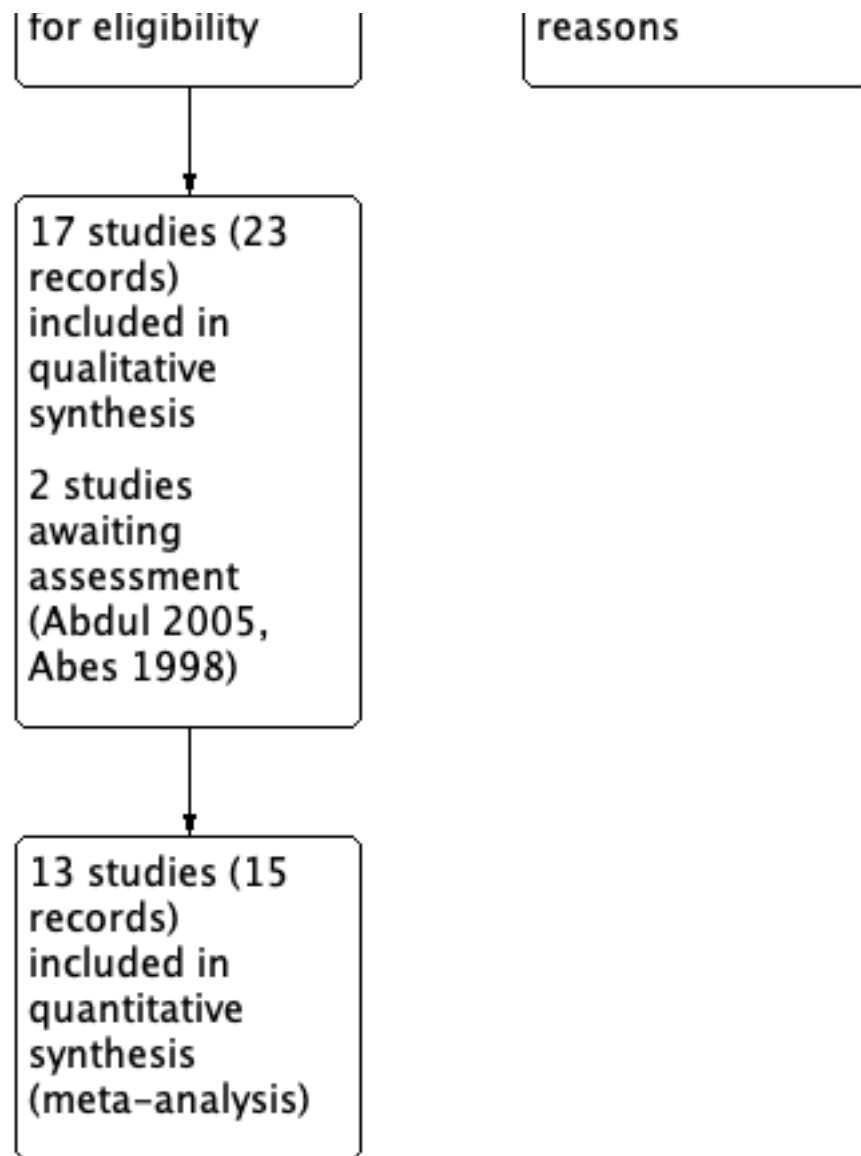 for eligibility
reasons
17 studies (23
records)
included in
qualitative
synthesis
2 studies
awaiting
assessment
(Abdul 2005,
Abes 1998)
13 studies (15
records)
included in
quantitative
synthesis
(meta-analysis)